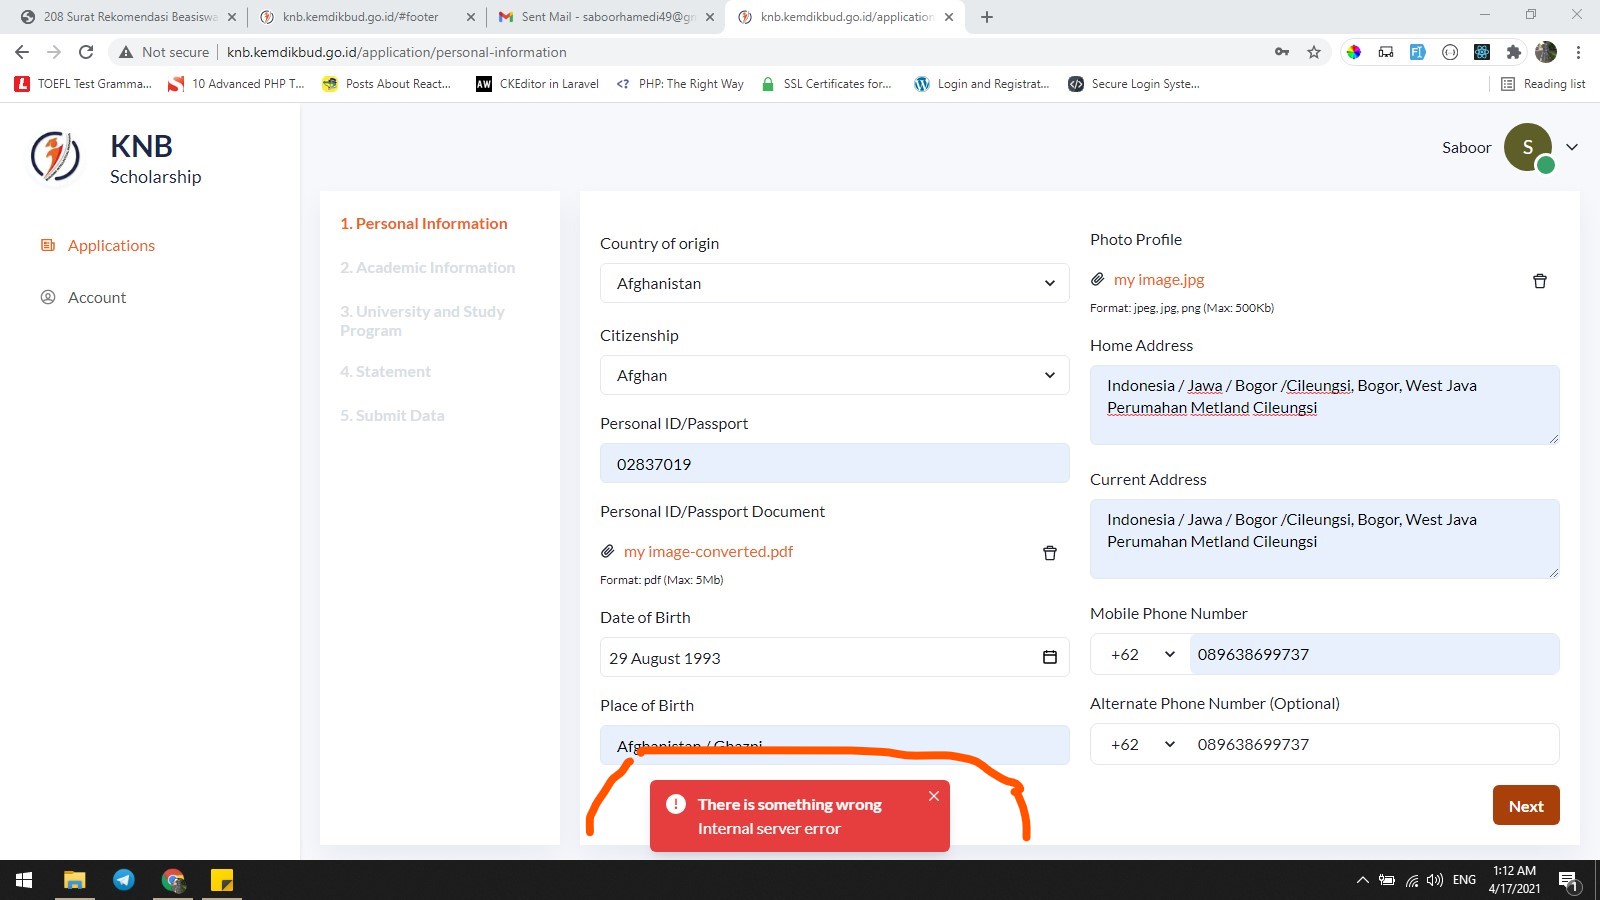 208 Surat Rekomendasi Beasiswa
knb.kemdikbud.go.id/#footer
Sent Mail - saboorhamedi49@gm
knb.kemdikbud.go.id/application
Not secure
knb.kemdikbud.go.id/application/personal-information
TOEFL Test Gramma...
10 Advanced PHP T...
Posts About React...
CKEditor in Laravel
PHP: The Right Way
SSL Certificates for...
Login and Registrat...
Secure Login Syste...
Reading list
KNB
Scholarship
Saboor
S
Applications
Account
1. Personal Information
2. Academic Information
3. University and Study
Program
4. Statement
5. Submit Data
Country of origin
Afghanistan
Citizenship
Afghan
Personal ID/Passport
02837019
Personal ID/Passport Document
my image-converted.pdf
Format: pdf (Max: 5Mb)
Date of Birth
29 August 1993
Place of Birth
Afghanistan / Ghazni
Photo Profile
my image.jpg
Format: jpeg, jpg, png (Max: 500Kb)
Home Address
Indonesia / Jawa / Bogor /Cileungsi, Bogor, West Java
Perumahan Metland Cileungsi
Current Address
Indonesia / Jawa / Bogor /Cileungsi, Bogor, West Java
Perumahan Metland Cileungsi
Mobile Phone Number
+62 089638699737
Alternate Phone Number (Optional)
+62 089638699737
Next
There is something wrong
Internal server error
ENG
1:12 AM
4/17/2021
1